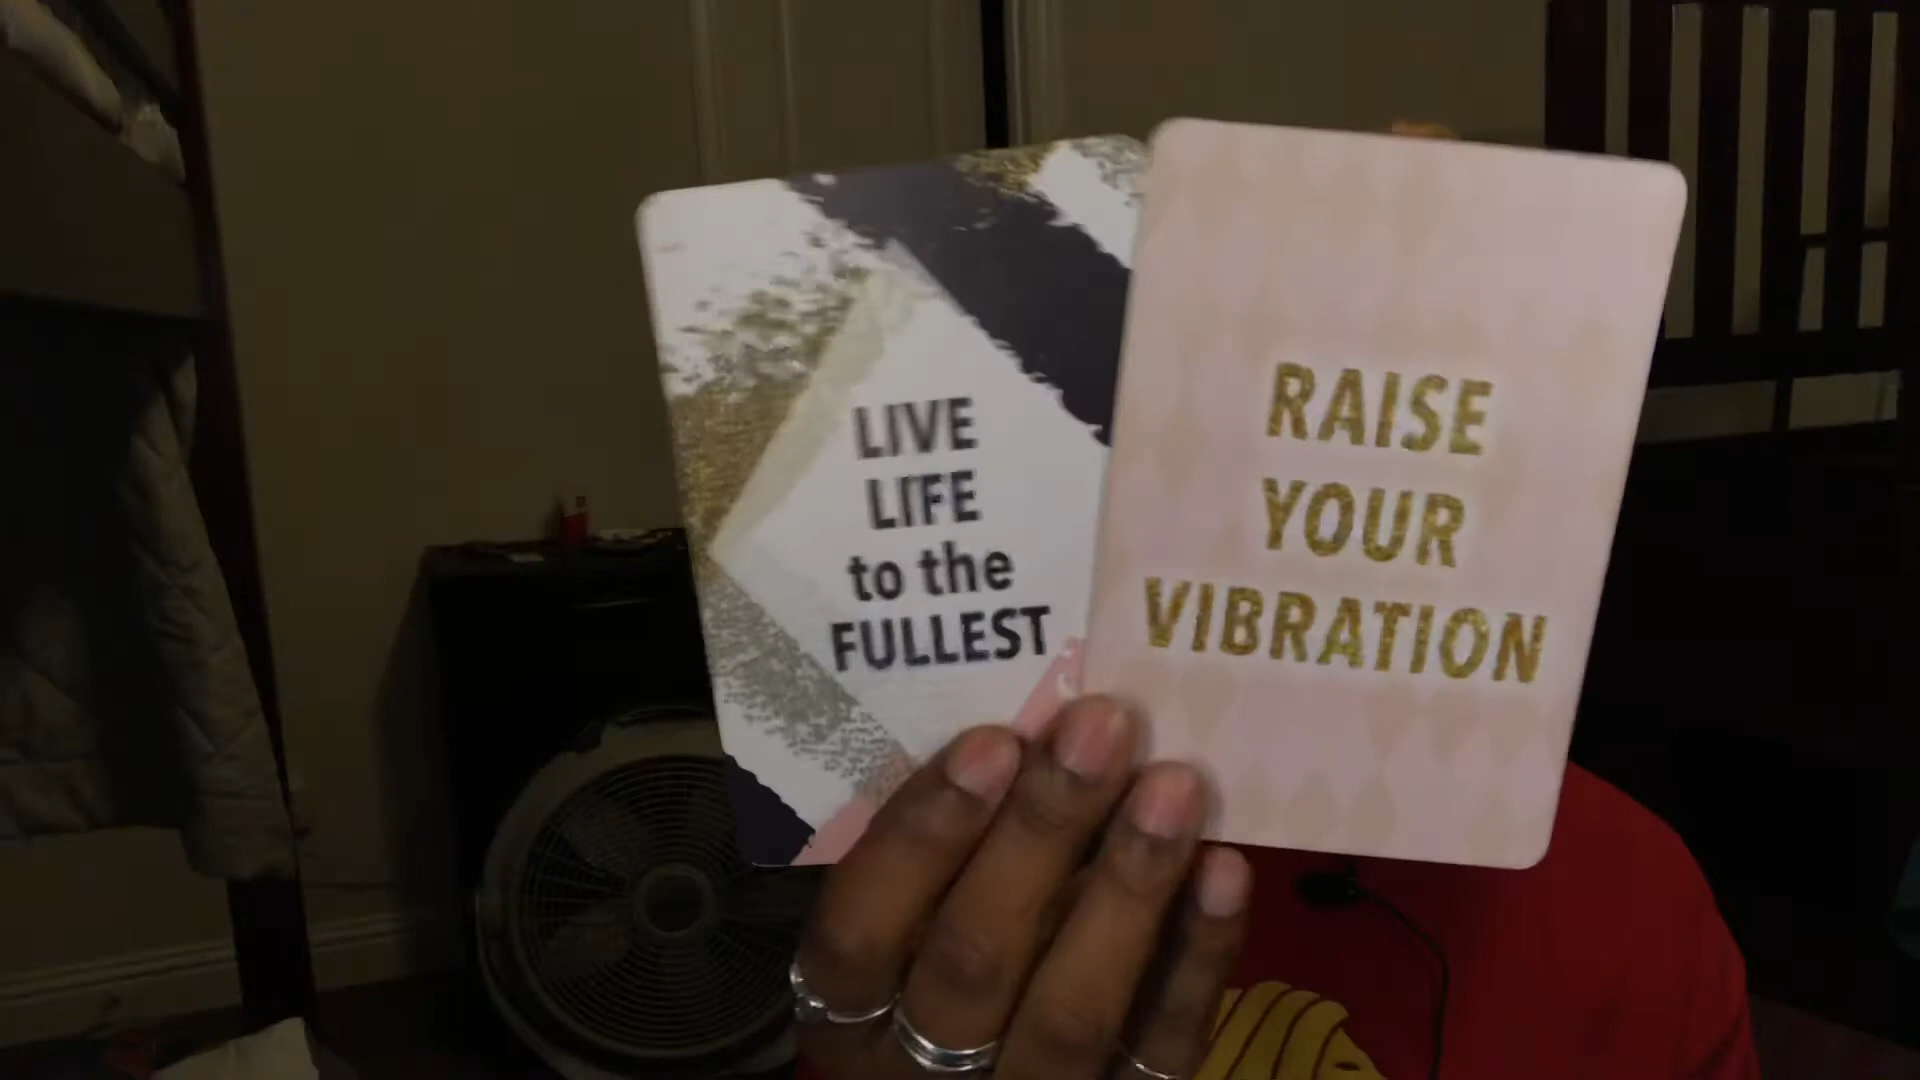 LIVE
LIFE
to the
FULLEST
RAISE
YOUR
VIBRATION